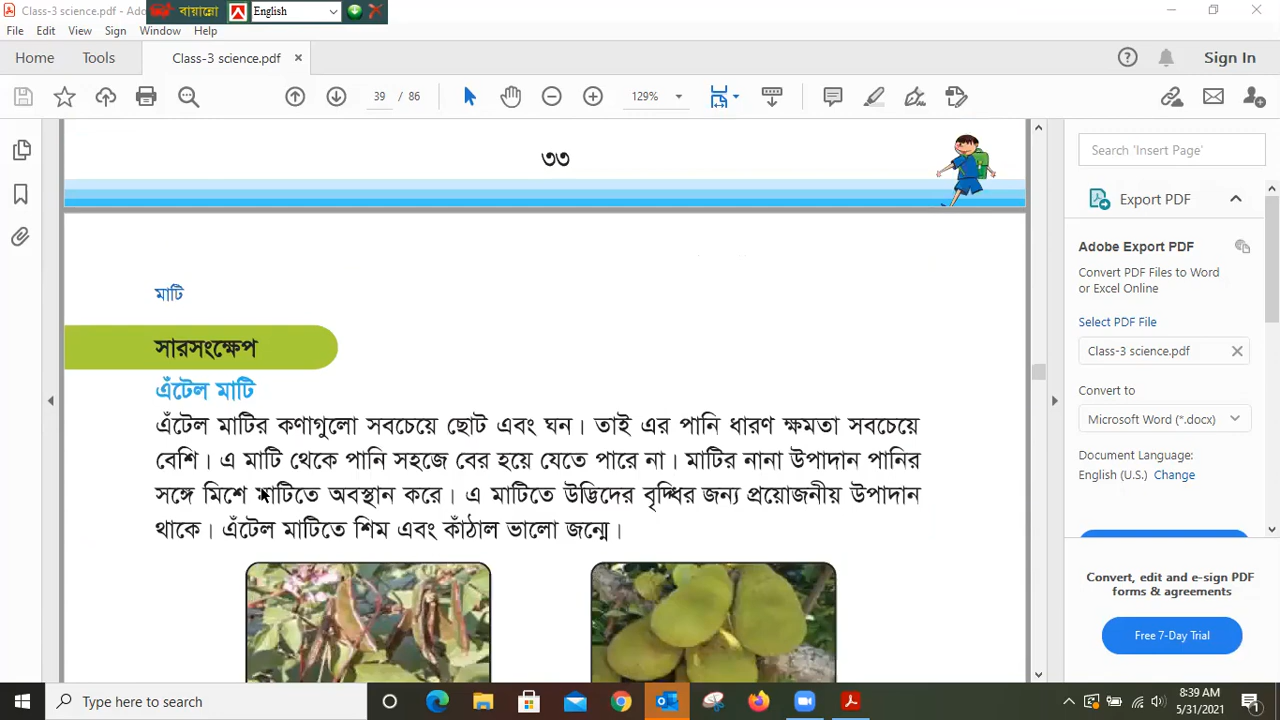 Class-3 science.pdf - Ado
বায়ান্নো
English
File Edit View Sign Window Help
Home Tools Class-3 science.pdf
Sign In
39 / 86
129%
৩৩
মাটি
সারসংক্ষেপ
এঁটেল মাটি
এঁটেল মাটির কণাগুলো সবচেয়ে ছোট এবং ঘন। তাই এর পানি ধারণ ক্ষমতা সবচেয়ে
বেশি। এ মাটি থেকে পানি সহজে বের হয়ে যেতে পারে না। মাটির নানা উপাদান পানির
সঙ্গে মিশে মাটিতে অবস্থান করে। এ মাটিতে উদ্ভিদের বৃদ্ধির জন্য প্রয়োজনীয় উপাদান
থাকে। এঁটেল মাটিতে শিম এবং কাঁঠাল ভালো জন্মে।
Search 'Insert Page'
Export PDF
Adobe Export PDF
Convert PDF Files to Word
or Excel Online
Select PDF File
Class-3 science.pdf
Convert to
Microsoft Word (*.docx)
Document Language:
English (U.S.) Change
Convert, edit and e-sign PDF
forms & agreements
Free 7-Day Trial
Type here to search
8:39 AM
5/31/2021